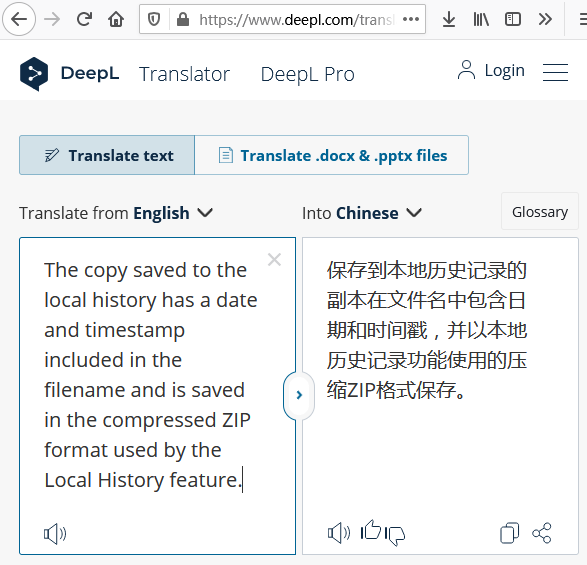 https://www.deepl.com/transl
DeepL Translator DeepL Pro Login
Translate text Translate .docx & .pptx files
Translate from English Into Chinese Glossary
The copy saved to the
local history has a date
and timestamp
included in the
filename and is saved
in the compressed ZIP
format used by the
Local History feature.
保存到本地历史记录的
副本在文件名中包含日
期和时间戳，并以本地
历史记录功能使用的压
缩ZIP格式保存。